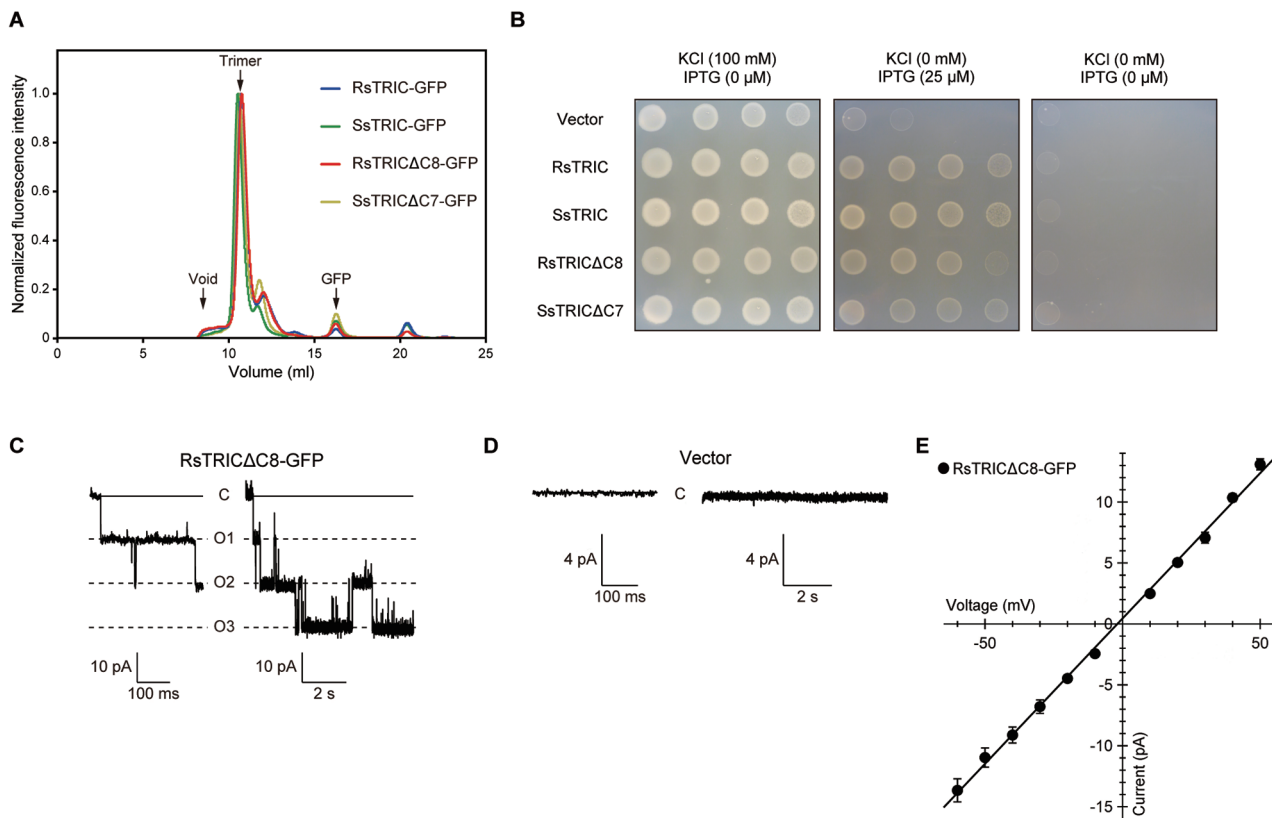 A
Normalized fluorescence intensity
1.0
0.8
0.6
0.4
0.2
0
0
5
10
15
20
25
Volume (ml)
Trimer
Void
GFP
RsTRIC-GFP
SsTRIC-GFP
RsTRICΔC8-GFP
SsTRICΔC7-GFP
B
KCl (100 mM)
IPTG (0 µM)
KCl (0 mM)
IPTG (25 µM)
KCl (0 mM)
IPTG (0 µM)
Vector
RsTRIC
SsTRIC
RsTRICΔC8
SsTRICΔC7
C
RsTRICΔC8-GFP
C
O1
O2
O3
10 pA
100 ms
10 pA
2 s
D
Vector
C
4 pA
100 ms
4 pA
2 s
E
RsTRICΔC8-GFP
Voltage (mV)
Current (pA)
10
5
0
-5
-10
-15
-50
50